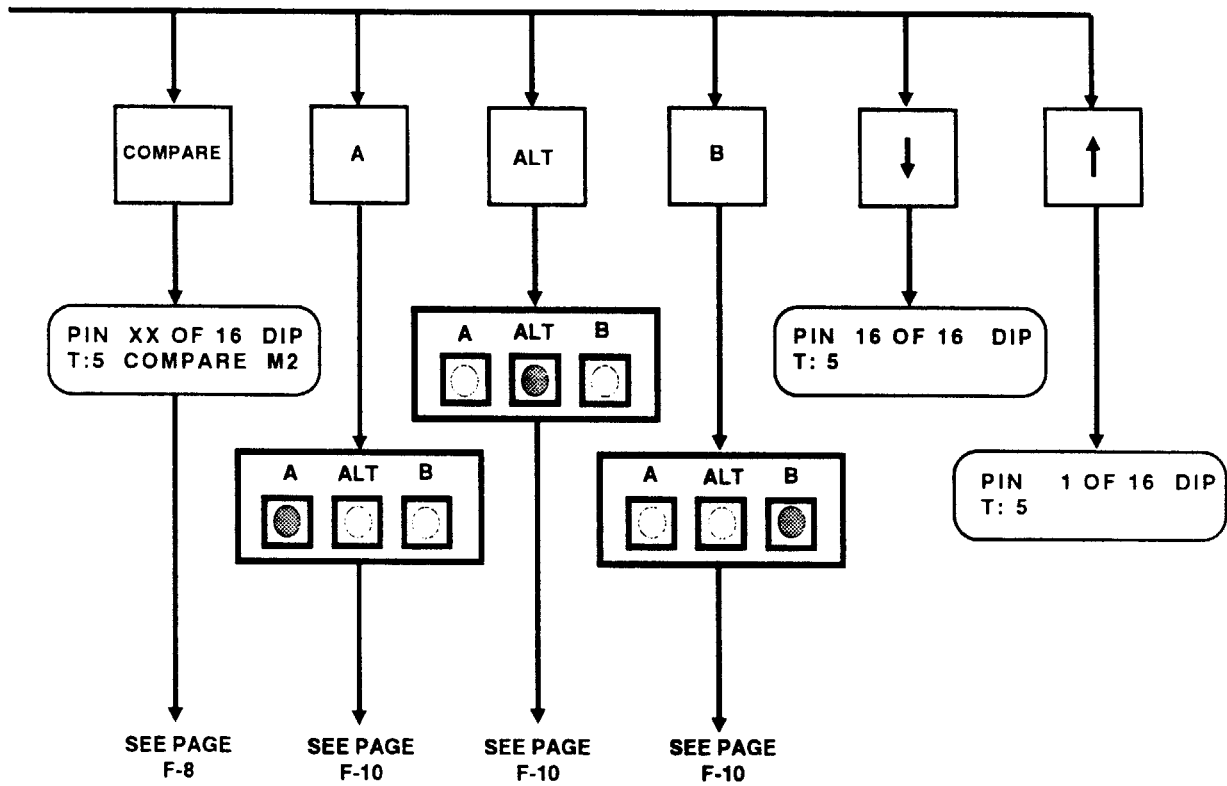 COMPARE
A
ALT
B
↓
↑
PIN XX OF 16 DIP
T:5 COMPARE M2
A ALT B
PIN 16 OF 16 DIP
T: 5
A ALT B
A ALT B
PIN 1 OF 16 DIP
T: 5
SEE PAGE
F-8
SEE PAGE
F-10
SEE PAGE
F-10
SEE PAGE
F-10